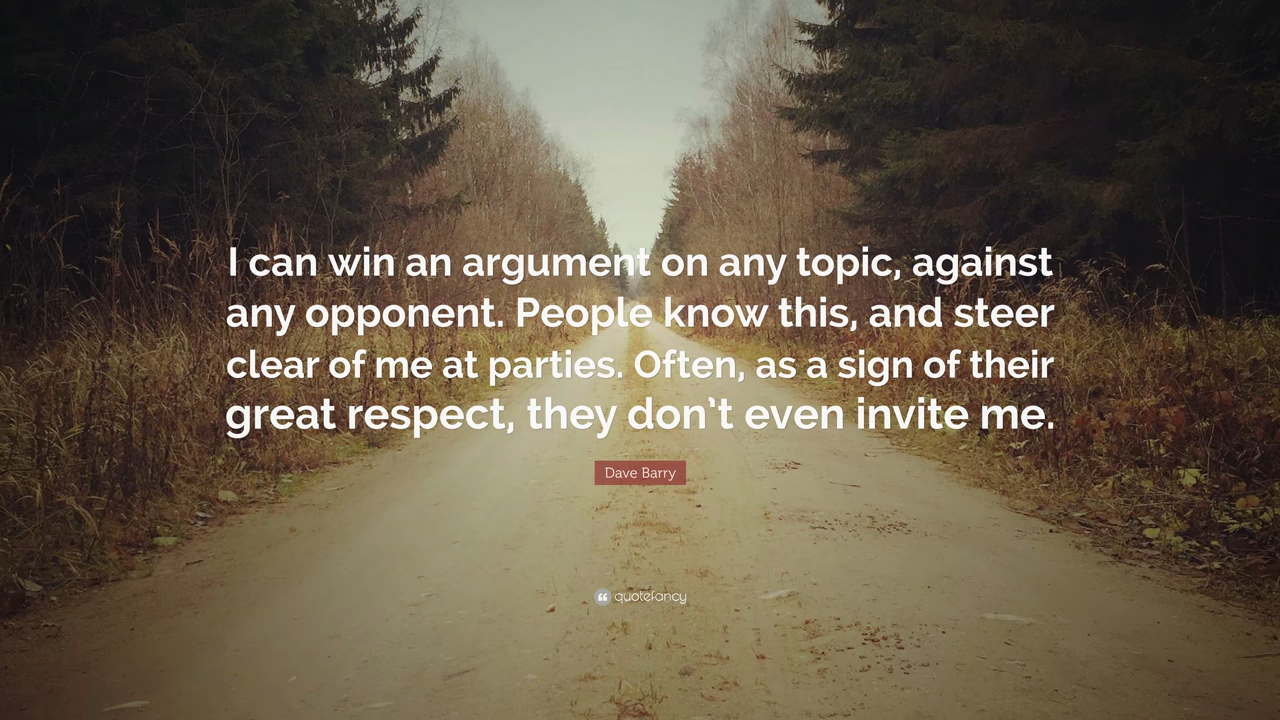 I can win an argument on any topic, against
any opponent. People know this, and steer
clear of me at parties. Often, as a sign of their
great respect, they don’t even invite me.
Dave Barry
quotefancy